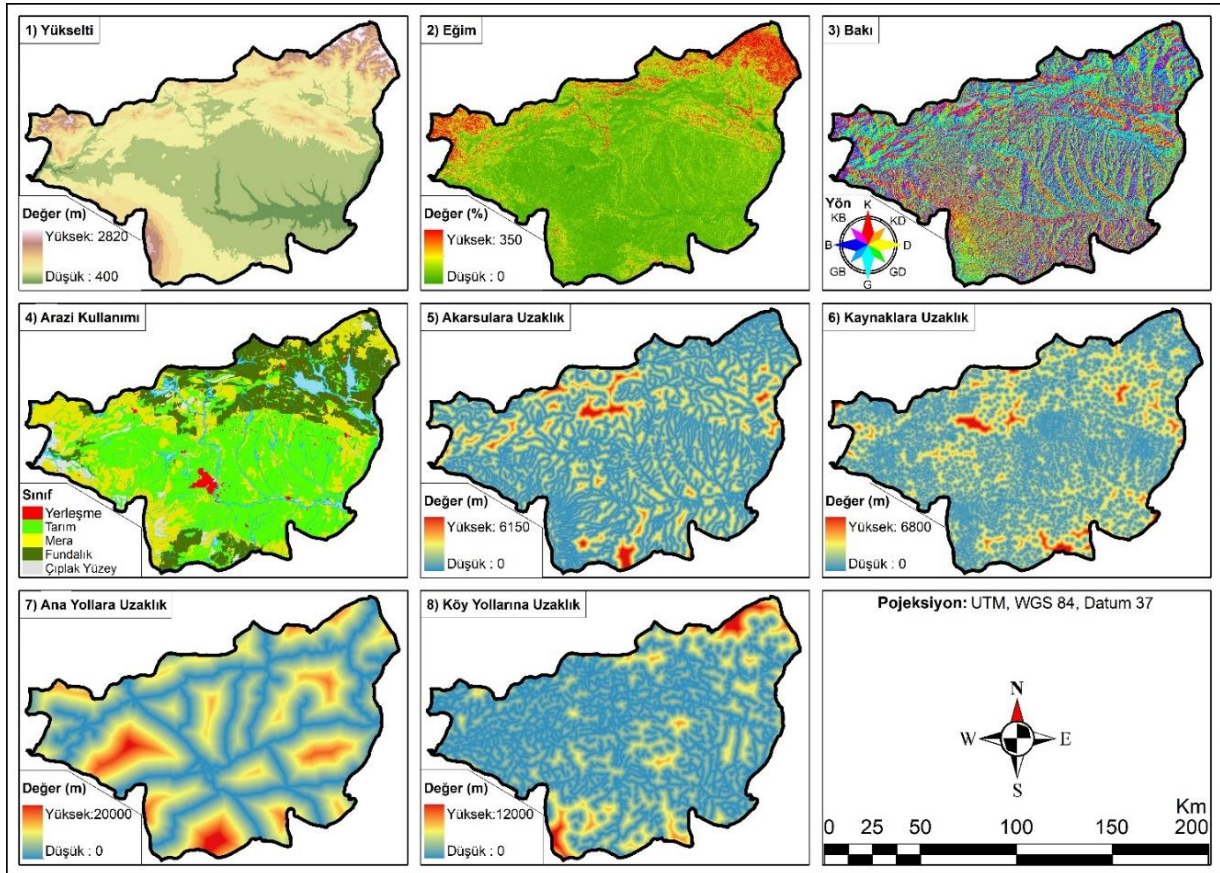 1) Yükselti
Değer (m)
Yüksek: 2820
Düşük : 400
2) Eğim
Değer (%)
Yüksek: 350
Düşük : 0
3) Bakı
Yön
K
KB
KD
B
D
GB
GD
G
4) Arazi Kullanımı
Sınıf
Yerleşme
Tarım
Mera
Fundalık
Çıplak Yüzey
5) Akarsulara Uzaklık
Değer (m)
Yüksek: 6150
Düşük : 0
6) Kaynaklara Uzaklık
Değer (m)
Yüksek: 6800
Düşük : 0
7) Ana Yollara Uzaklık
Değer (m)
Yüksek:20000
Düşük : 0
8) Köy Yollarına Uzaklık
Değer (m)
Yüksek:12000
Düşük : 0
Pojeksiyon: UTM, WGS 84, Datum 37
N
W
E
S
Km
0 25 50 100 150 200